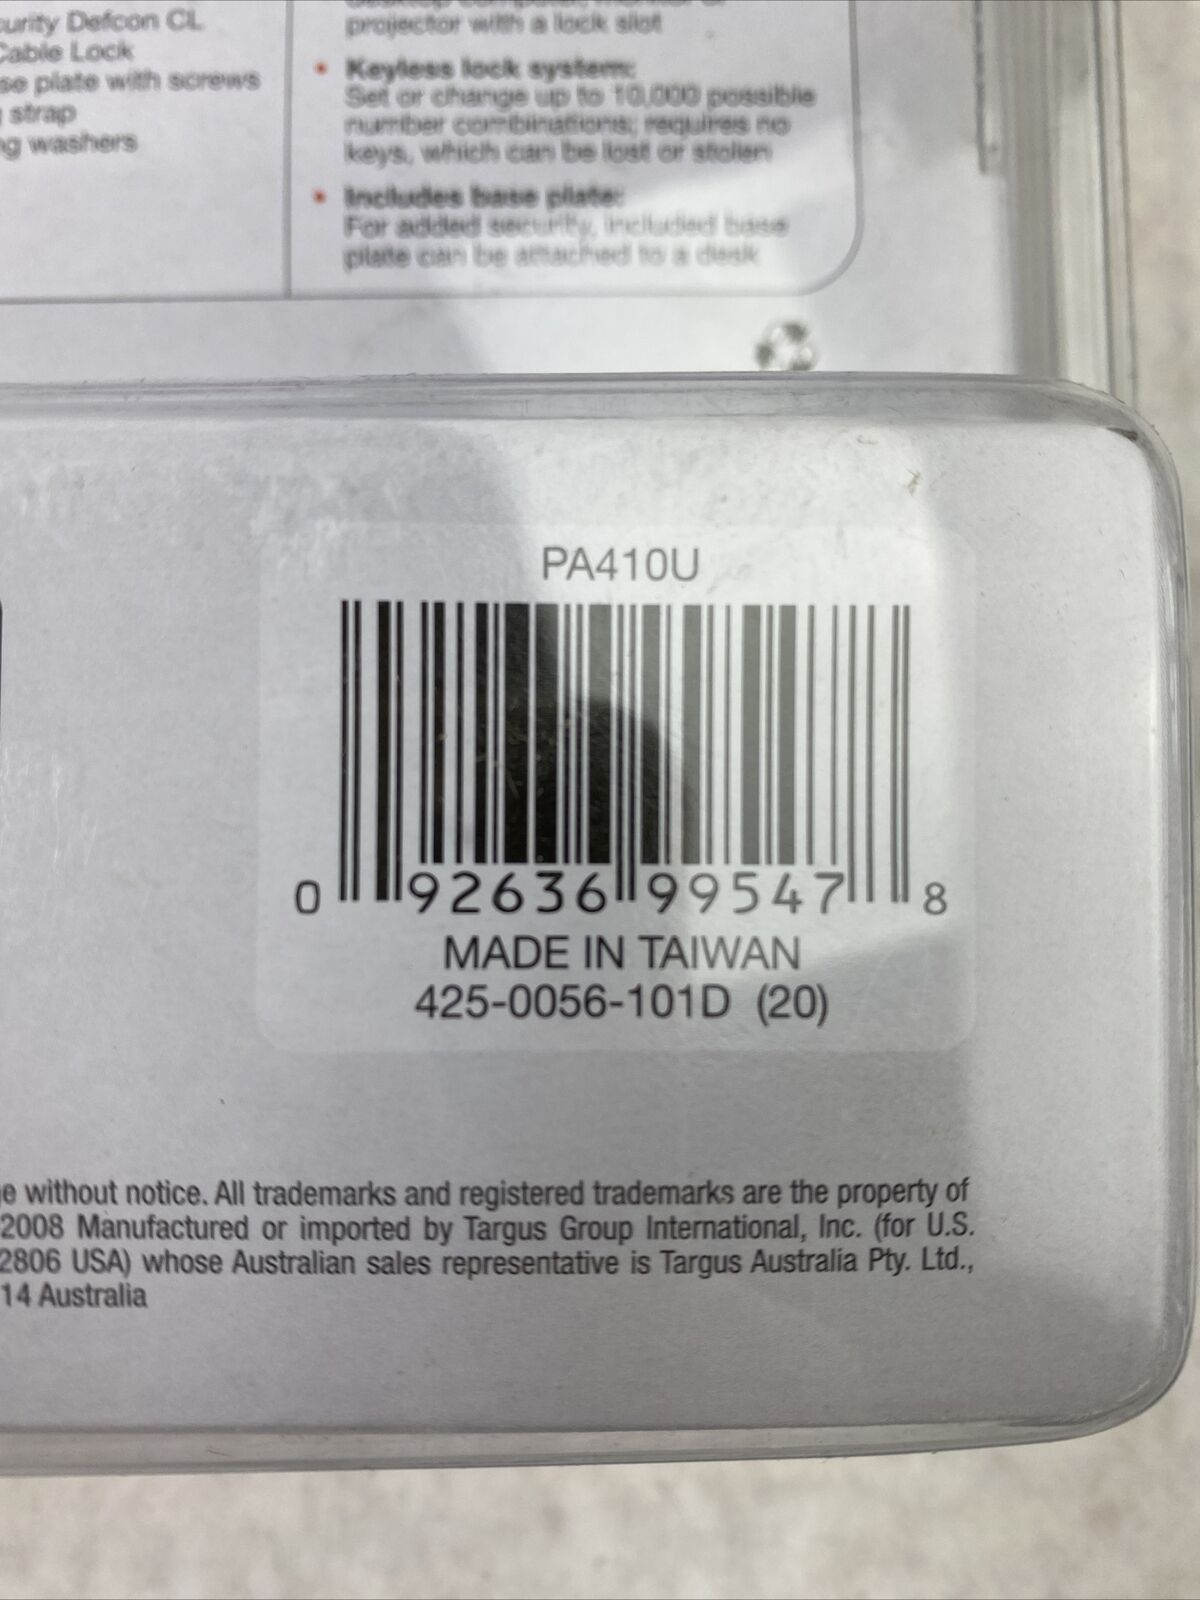 curity Defcon CL
Cable Lock
se plate with screws
strap
ng washers
projector with a lock slot
• Keyless lock system:
Set or change up to 10,000 possible
number combinations; requires no
keys, which can be lost or stolen
• Includes base plate:
For added security, included base
plate can be attached to a desk
PA410U
0 92636 99547 8
MADE IN TAIWAN
425-0056-101D (20)
e without notice. All trademarks and registered trademarks are the property of
2008 Manufactured or imported by Targus Group International, Inc. (for U.S.
2806 USA) whose Australian sales representative is Targus Australia Pty. Ltd.,
14 Australia